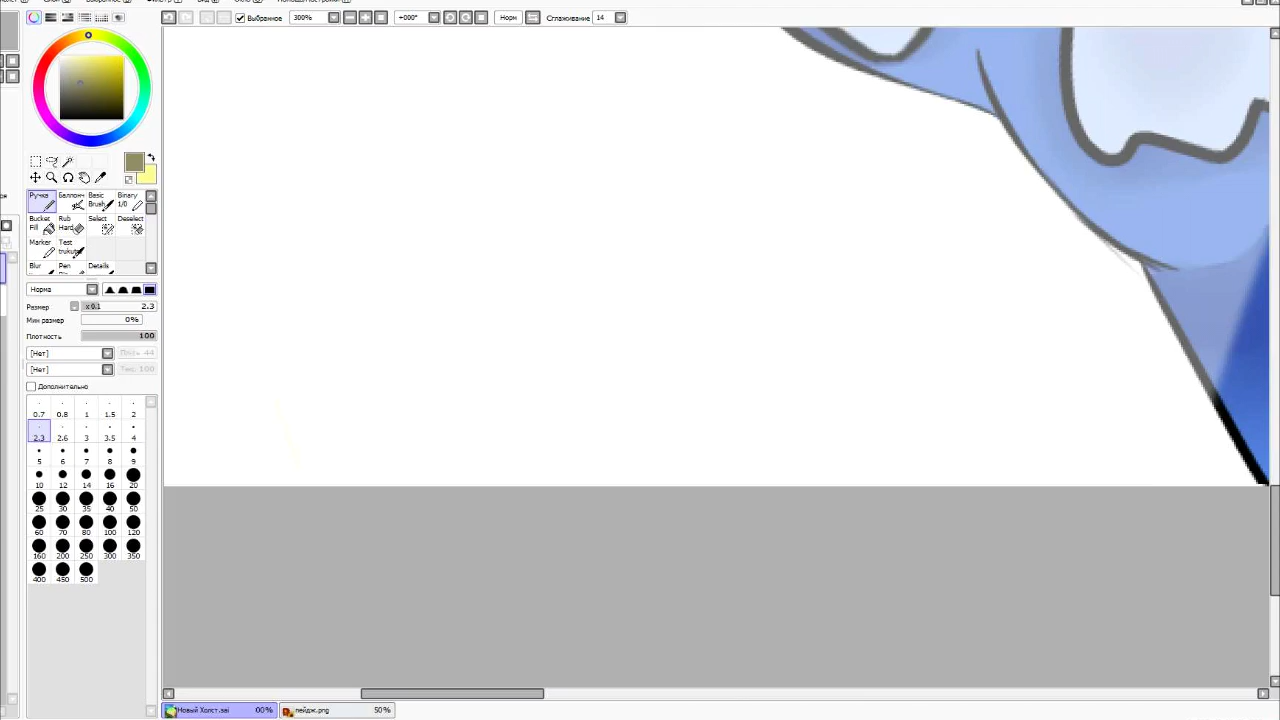 Выбранное 300% +000° Норм Сглаживание 14
Ручка Баллонч Basic Brush Binary 1/0
Bucket Fill Rub Hard Select Deselect
Marker Test
Blur Pen Details
Норма
Размер x 0.1 2.3
Мин размер 0%
Плотность 100
[Нет] 44
[Нет] 100
Дополнительно
0.7 0.8 1 1.5 2
2.3 2.6 3 3.5 4
5 6 7 8 9
10 12 14 16 20
25 30 35 40 50
60 70 80 100 120
160 200 250 300 350
400 450 500
Новый Холст.sai 00% пейдж.png 50%